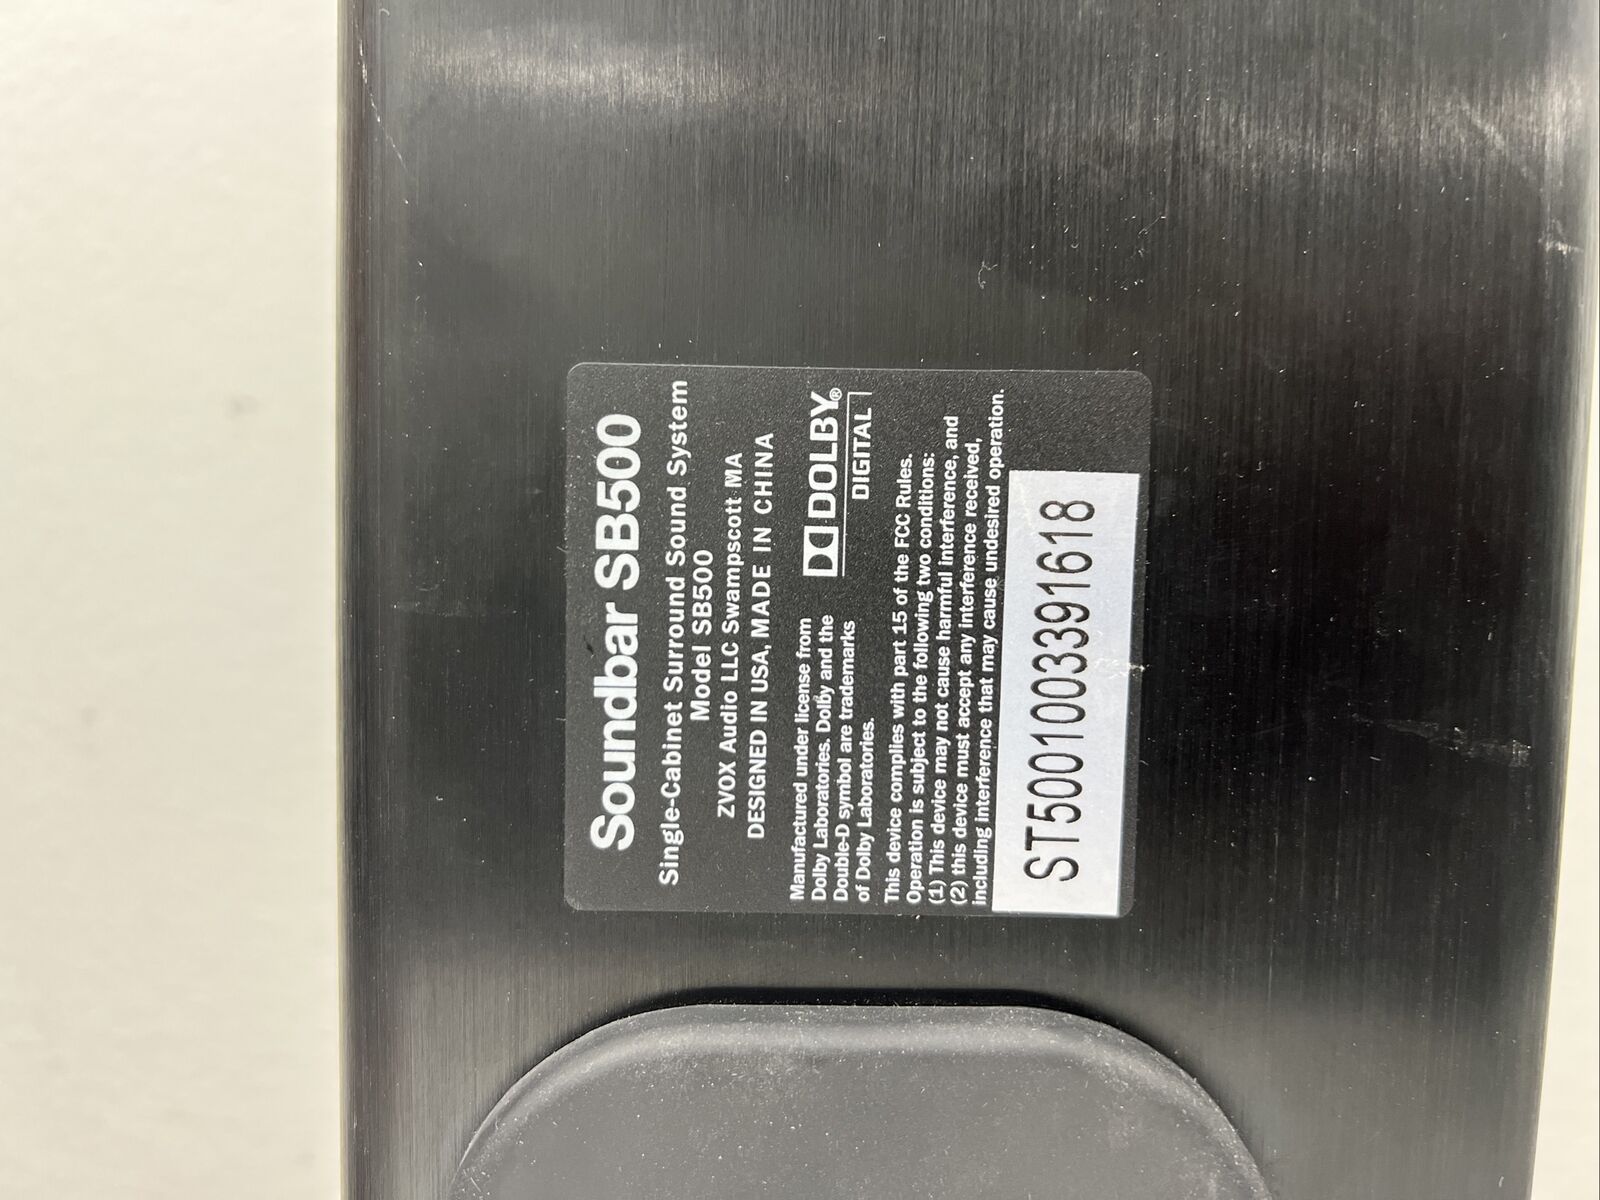 Soundbar SB500
Single-Cabinet Surround Sound System
Model SB500
ZVOX Audio LLC Swampscott MA
DESIGNED IN USA, MADE IN CHINA
Manufactured under license from
Dolby Laboratories. Dolby and the
Double-D symbol are trademarks
of Dolby Laboratories.
DOLBY®
DIGITAL
This device complies with part 15 of the FCC Rules.
Operation is subject to the following two conditions:
(1) This device may not cause harmful interference, and
(2) this device must accept any interference received,
including interference that may cause undesired operation.
ST5001003391618